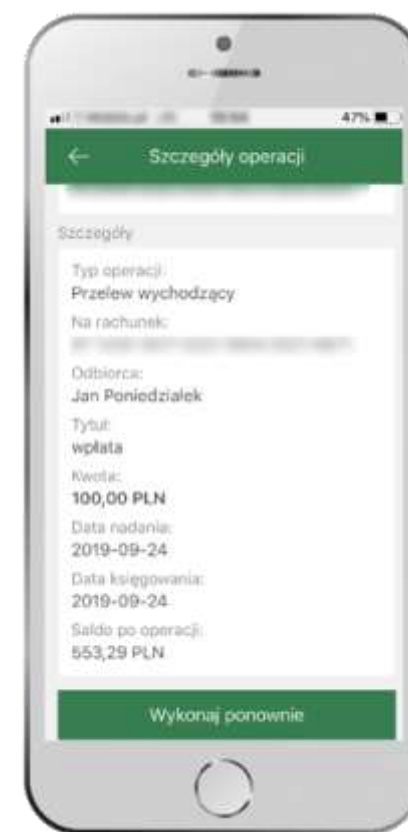 47%
Szczegóły operacji
Szczegóły
Typ operacji:
Przelew wychodzący
Na rachunek:
Odbiorca:
Jan Poniedziałek
Tytuł:
wpłata
Kwota:
100,00 PLN
Data nadania:
2019-09-24
Data księgowania:
2019-09-24
Saldo po operacji:
553,29 PLN
Wykonaj ponownie